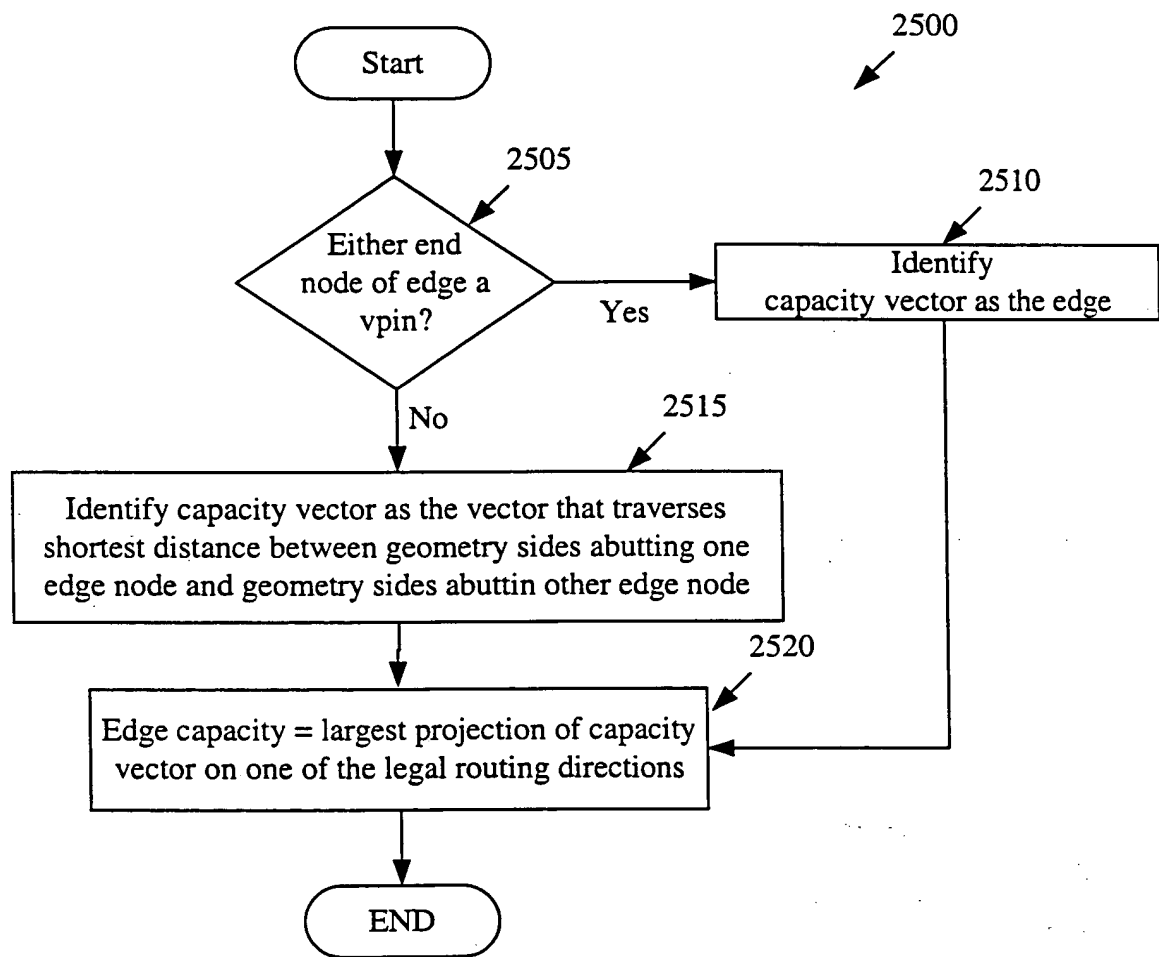 2500
Start
2505
Either end
node of edge a
vpin?
Yes
2510
Identify
capacity vector as the edge
No
2515
Identify capacity vector as the vector that traverses
shortest distance between geometry sides abutting one
edge node and geometry sides abuttin other edge node
2520
Edge capacity = largest projection of capacity
vector on one of the legal routing directions
END